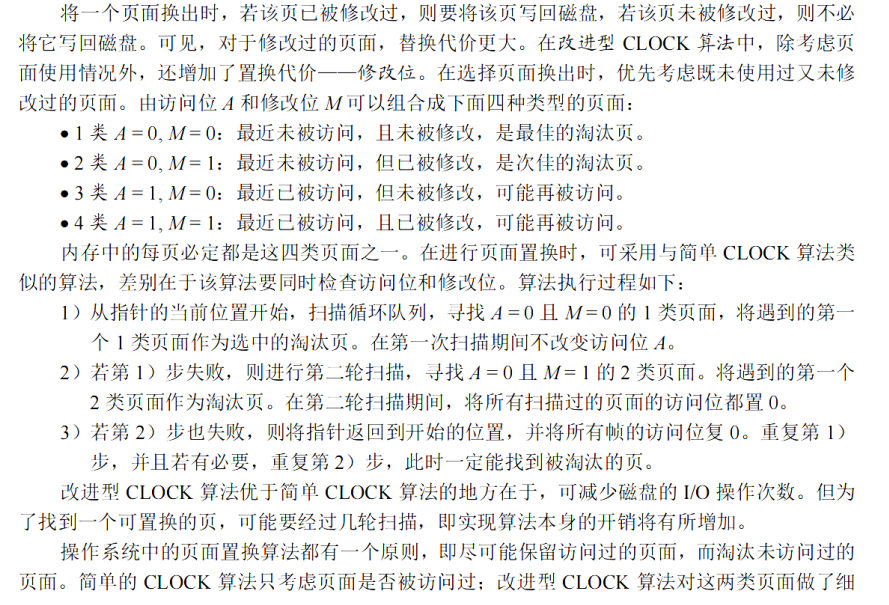 将一个页面换出时，若该页已被修改过，则要将该页写回磁盘，若该页未被修改过，则不必
将它写回磁盘。可见，对于修改过的页面，替换代价更大。在改进型 CLOCK 算法中，除考虑页
面使用情况外，还增加了置换代价——修改位。在选择页面换出时，优先考虑既未使用过又未修
改过的页面。由访问位 A 和修改位 M 可以组合成下面四种类型的页面：
• 1 类 A = 0, M = 0：最近未被访问，且未被修改，是最佳的淘汰页。
• 2 类 A = 0, M = 1：最近未被访问，但已被修改，是次佳的淘汰页。
• 3 类 A = 1, M = 0：最近已被访问，但未被修改，可能再被访问。
• 4 类 A = 1, M = 1：最近已被访问，且已被修改，可能再被访问。
内存中的每页必定都是这四类页面之一。在进行页面置换时，可采用与简单 CLOCK 算法类
似的算法，差别在于该算法要同时检查访问位和修改位。算法执行过程如下：
1）从指针的当前位置开始，扫描循环队列，寻找 A = 0 且 M = 0 的 1 类页面，将遇到的第一
个 1 类页面作为选中的淘汰页。在第一次扫描期间不改变访问位 A。
2）若第 1）步失败，则进行第二轮扫描，寻找 A = 0 且 M = 1 的 2 类页面。将遇到的第一个
2 类页面作为淘汰页。在第二轮扫描期间，将所有扫描过的页面的访问位都置 0。
3）若第 2）步也失败，则将指针返回到开始的位置，并将所有帧的访问位复 0。重复第 1）
步，并且若有必要，重复第 2）步，此时一定能找到被淘汰的页。
改进型 CLOCK 算法优于简单 CLOCK 算法的地方在于，可减少磁盘的 I/O 操作次数。但为
了找到一个可置换的页，可能要经过几轮扫描，即实现算法本身的开销将有所增加。
操作系统中的页面置换算法都有一个原则，即尽可能保留访问过的页面，而淘汰未访问过的
页面。简单的 CLOCK 算法只考虑页面是否被访问过；改进型 CLOCK 算法对这两类页面做了细